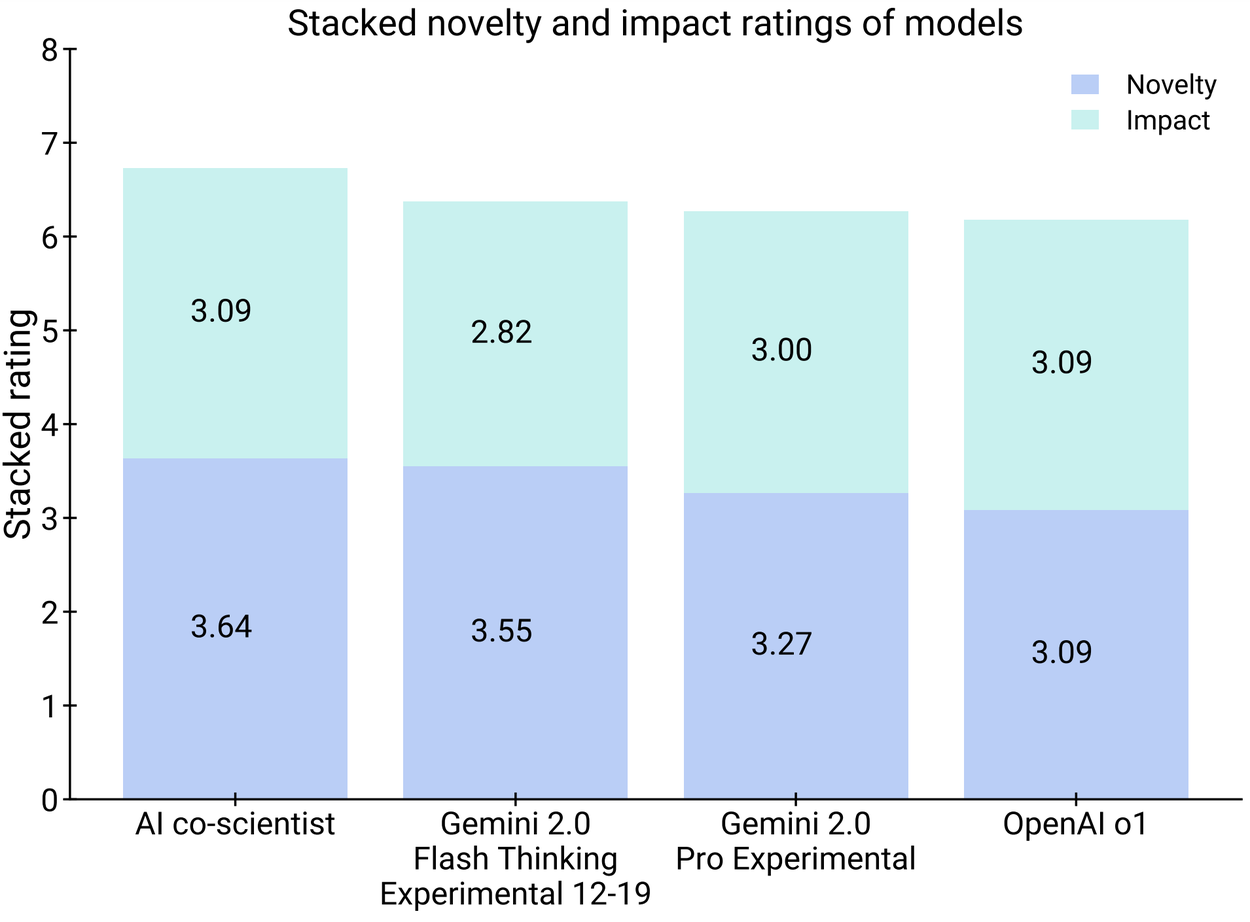 Stacked novelty and impact ratings of models
Novelty
Impact
Stacked rating
8
7
6
5
4
3
2
1
0
3.09
2.82
3.00
3.09
3.64
3.55
3.27
3.09
AI co-scientist
Gemini 2.0
Flash Thinking
Experimental 12-19
Gemini 2.0
Pro Experimental
OpenAI o1